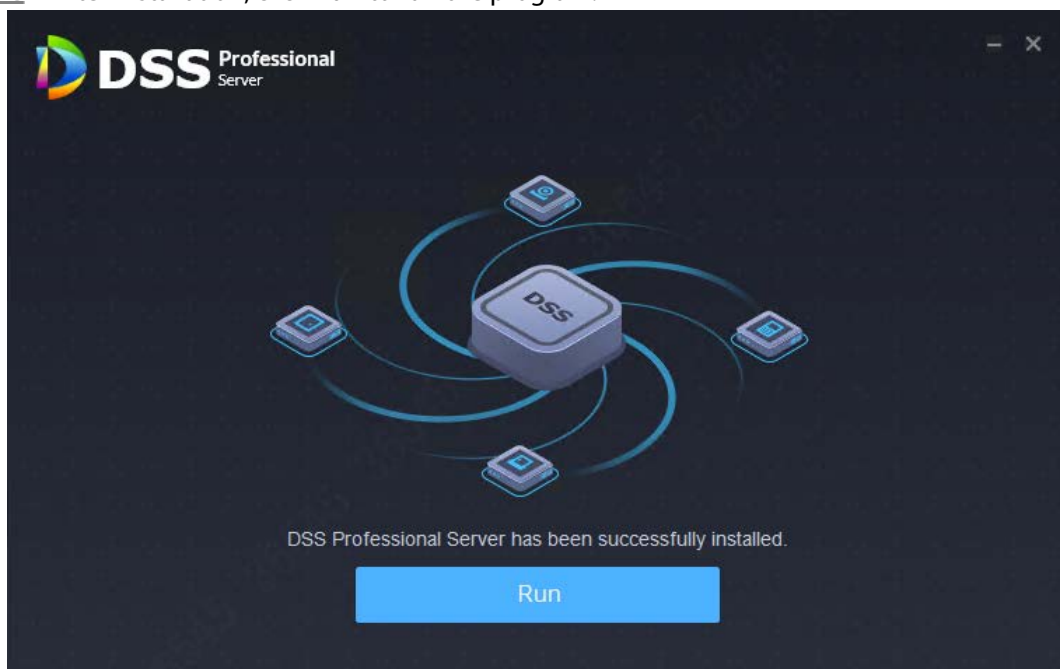 DSS Professional
Server
DSS
DSS Professional Server has been successfully installed.
Run